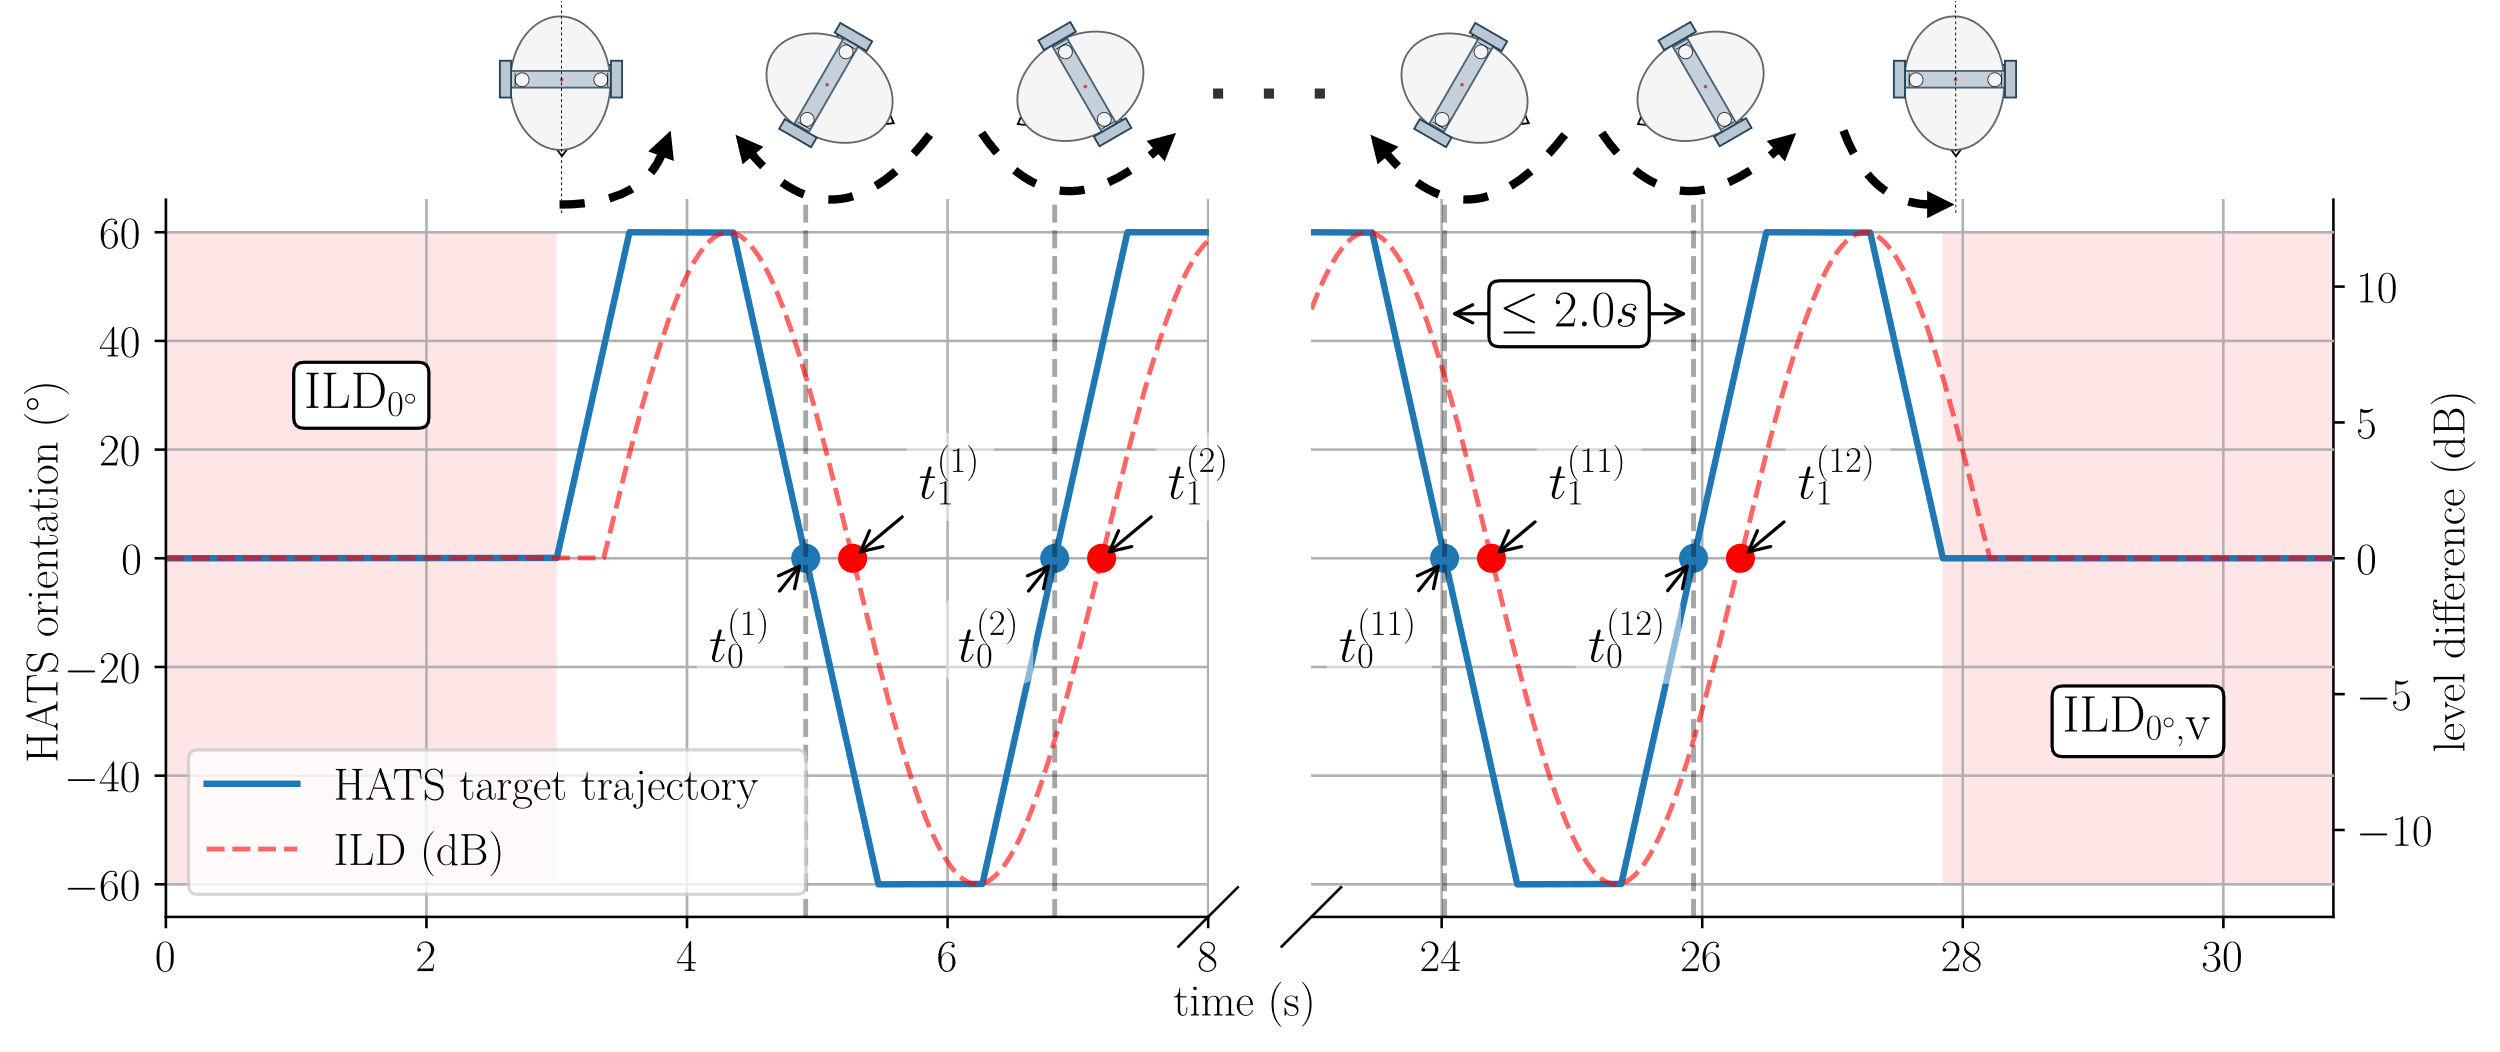 60
40
20
0
−20
−40
−60
HATS orientation (°)
ILD0°
t1(1)
t1(2)
t0(1)
t0(2)
HATS target trajectory
ILD (dB)
0
2
4
6
8
≤ 2.0s
t1(11)
t1(12)
t0(11)
t0(12)
ILD0°,v
24
26
28
30
time (s)
10
5
0
−5
−10
level difference (dB)